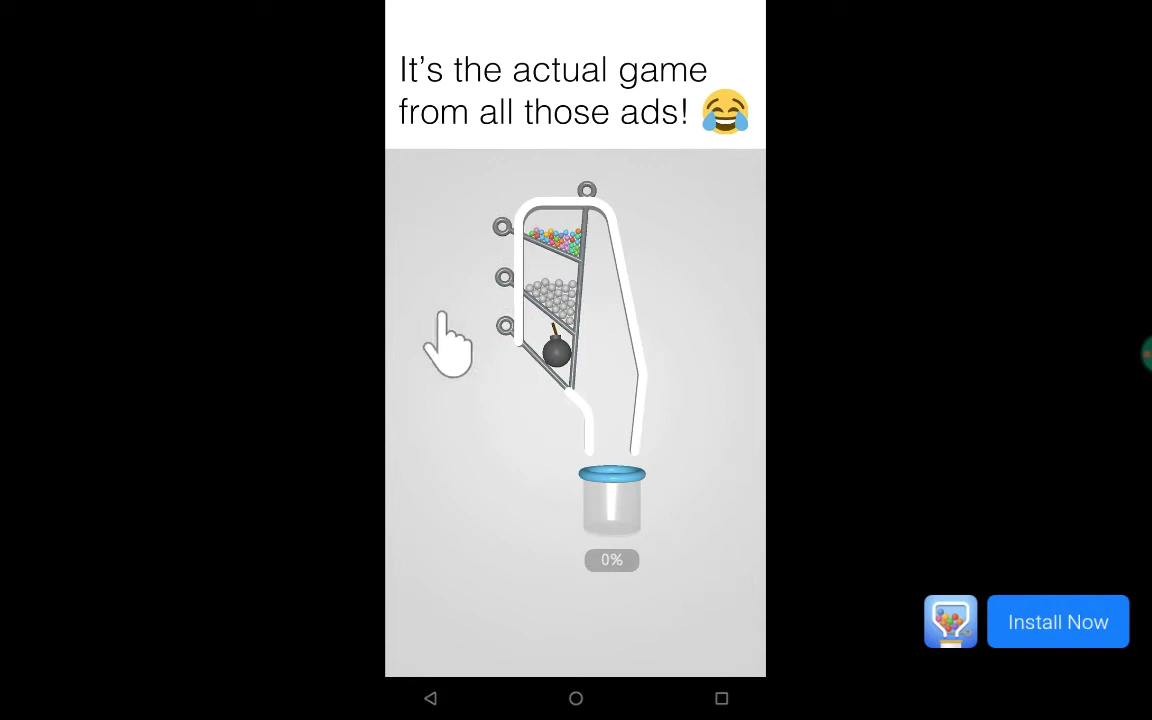 It’s the actual game
from all those ads! 😂
0%
Install Now